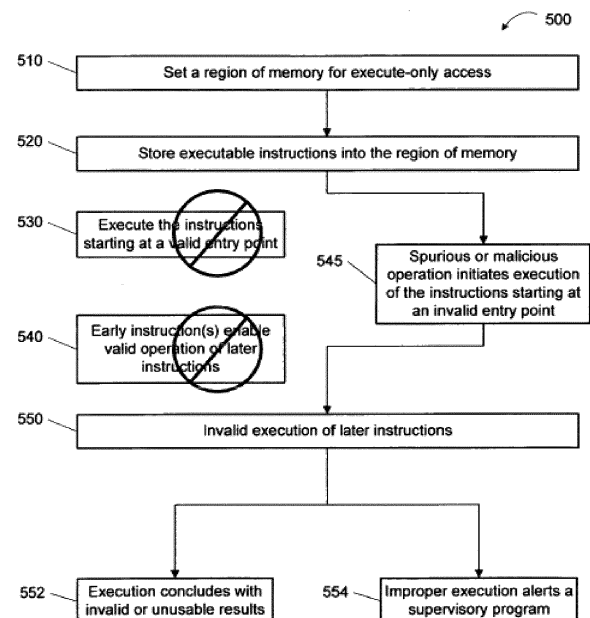 500
510
Set a region of memory for execute-only access
520
Store executable instructions into the region of memory
530
Execute the instructions
starting at a valid entry point
545
Spurious or malicious
operation initiates execution
of the instructions starting at
an invalid entry point
540
Early instruction(s) enable
valid operation of later
instructions
550
Invalid execution of later instructions
552
Execution concludes with
invalid or unusable results
554
Improper execution alerts a
supervisory program